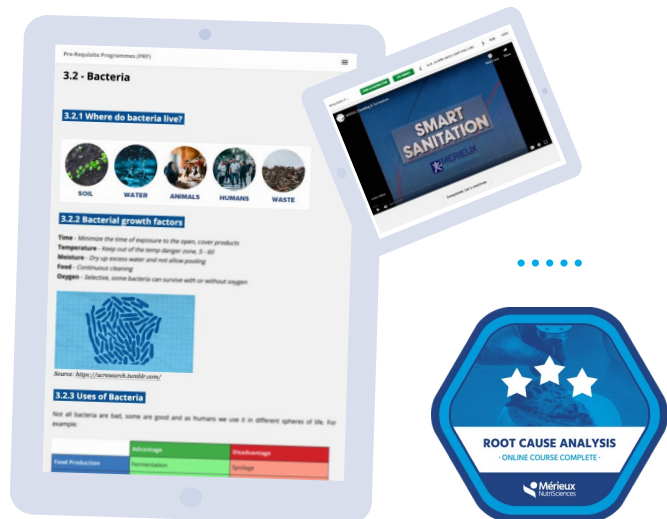 Pre-Requisite Programmes (PRP)
3.2 - Bacteria
3.2.1 Where do bacteria live?
SOIL WATER ANIMALS HUMANS WASTE
3.2.2 Bacterial growth factors
Time - Minimize the time of exposure to the open, cover products
Temperature - Keep out of the temp danger zone, 5 - 60
Moisture - Dry up excess water and not allow pooling
Food - Continuous cleaning
Oxygen - Selective, some bacteria can survive with or without oxygen
Source: https://ucresearch.tumblr.com/
3.2.3 Uses of Bacteria
Not all bacteria are bad, some are good and as humans we use it in different spheres of life. For
example:
Advantage Disadvantage
Food Production Fermentation Spoilage
SMART
SANITATION
MERIEUX
ROOT CAUSE ANALYSIS
· ONLINE COURSE COMPLETE ·
Mérieux
NutriSciences